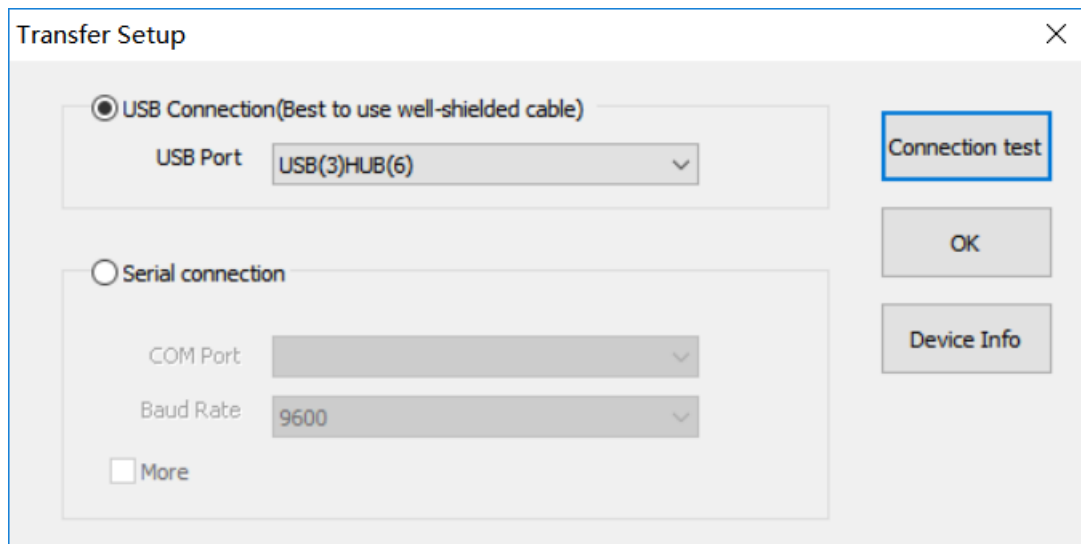 Transfer Setup
USB Connection(Best to use well-shielded cable)
USB Port
USB(3)HUB(6)
Connection test
OK
Device Info
Serial connection
COM Port
Baud Rate
9600
More